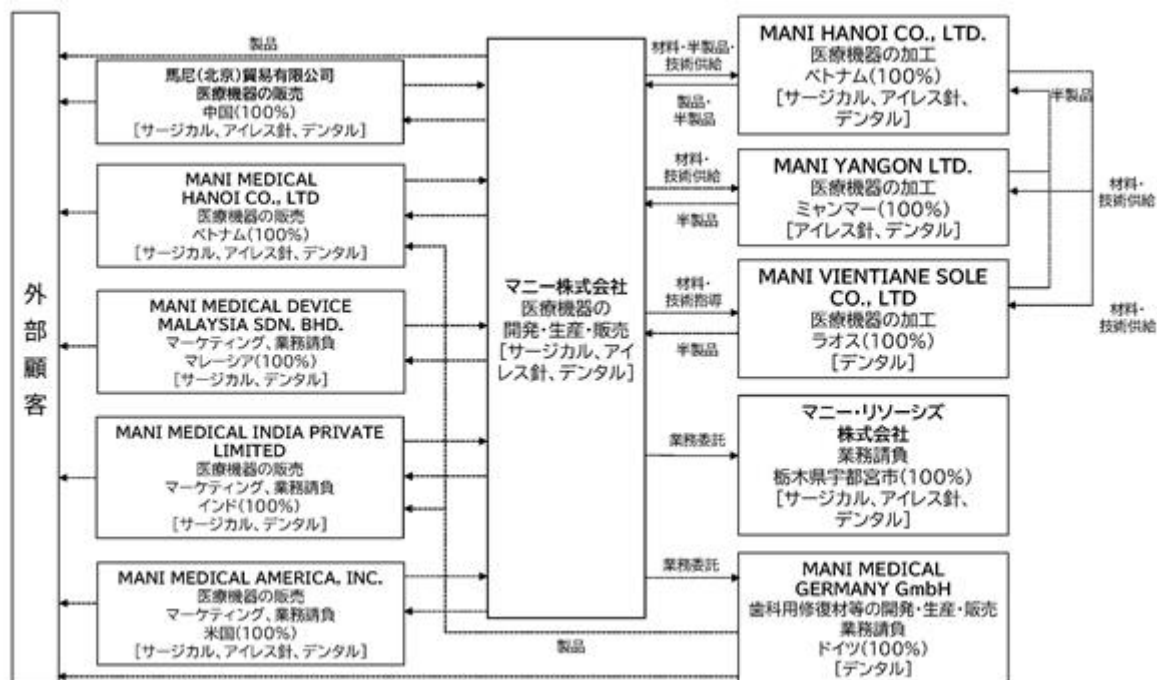 外部顧客
製品
馬尼(北京)貿易有限公司
医療機器の販売
中国(100%)
[サージカル、アイレス針、デンタル]
MANI MEDICAL
HANOI CO., LTD
医療機器の販売
ベトナム(100%)
[サージカル、アイレス針、デンタル]
MANI MEDICAL DEVICE
MALAYSIA SDN. BHD.
マーケティング、業務請負
マレーシア(100%)
[サージカル、デンタル]
MANI MEDICAL INDIA PRIVATE
LIMITED
医療機器の販売
マーケティング、業務請負
インド(100%)
[サージカル、デンタル]
MANI MEDICAL AMERICA, INC.
医療機器の販売
マーケティング、業務請負
米国(100%)
[サージカル、アイレス針、デンタル]
マニー株式会社
医療機器の
開発・生産・販売
[サージカル、アイ
レス針、デンタル]
材料・半製品・
技術供給
製品・
半製品
材料・
技術供給
半製品
材料・
技術指導
半製品
業務委託
業務委託
製品
MANI HANOI CO., LTD.
医療機器の加工
ベトナム(100%)
[サージカル、アイレス針、
デンタル]
MANI YANGON LTD.
医療機器の加工
ミャンマー(100%)
[アイレス針、デンタル]
MANI VIENTIANE SOLE
CO., LTD
医療機器の加工
ラオス(100%)
[デンタル]
マニー・リソーシズ
株式会社
業務請負
栃木県宇都宮市(100%)
[サージカル、アイレス針、
デンタル]
MANI MEDICAL
GERMANY GmbH
歯科用修復材等の開発・生産・販売
業務請負
ドイツ(100%)
[デンタル]
半製品
材料・
技術供給
材料・
技術供給